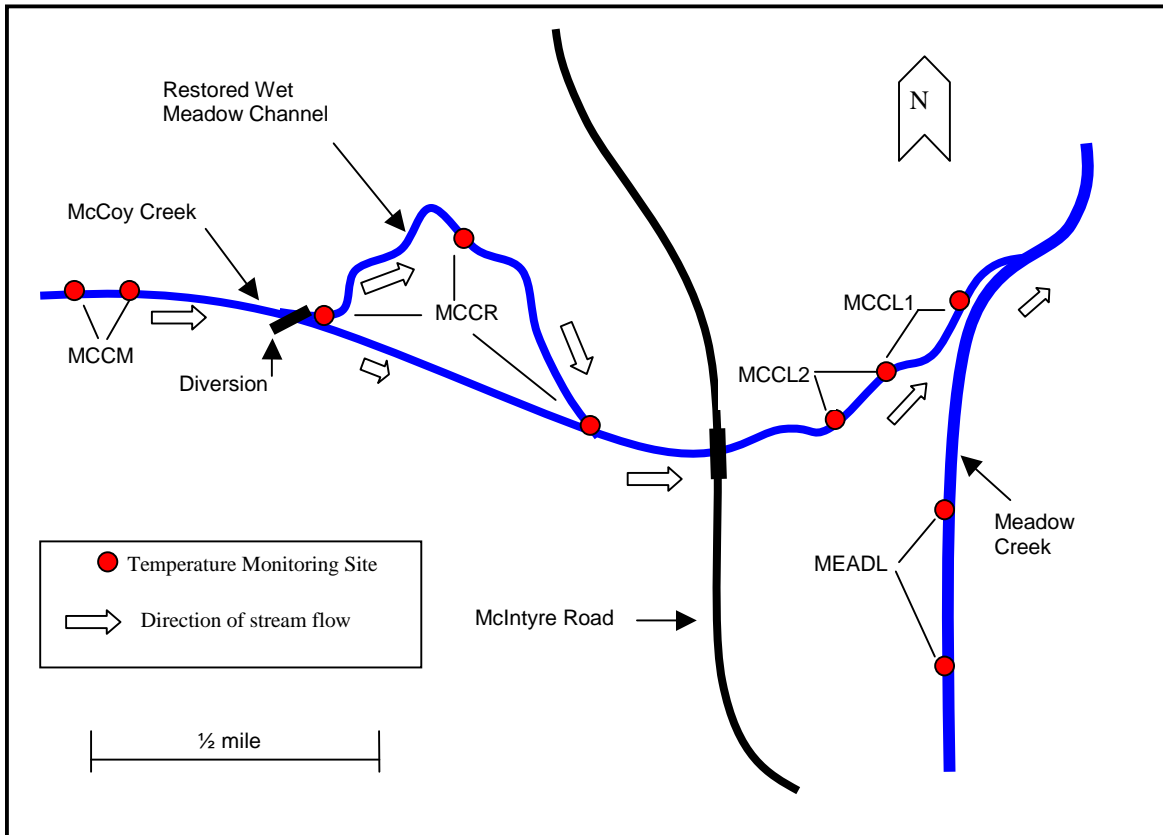 Restored Wet
Meadow Channel
N
McCoy Creek
MCCR
MCCL1
MCCM
Diversion
MCCL2
Meadow
Creek
MEADL
Temperature Monitoring Site
McIntyre Road
Direction of stream flow
½ mile